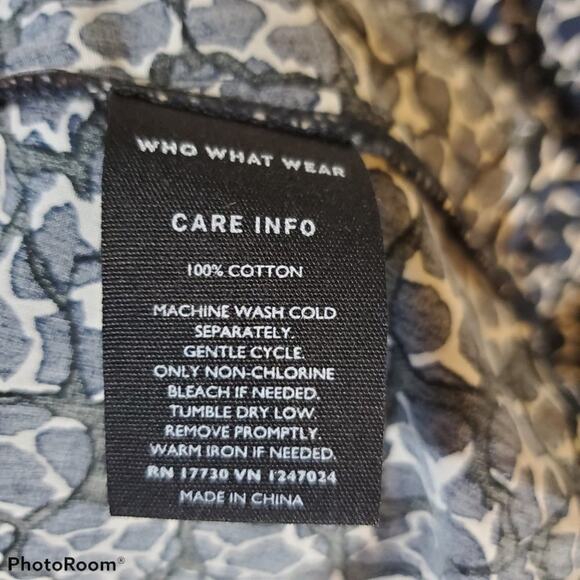 WHO WHAT WEAR
CARE INFO
100% COTTON
MACHINE WASH COLD
SEPARATELY.
GENTLE CYCLE.
ONLY NON-CHLORINE
BLEACH IF NEEDED.
TUMBLE DRY LOW.
REMOVE PROMPTLY.
WARM IRON IF NEEDED.
RN 17730 VN 1247024
MADE IN CHINA
PhotoRoom®